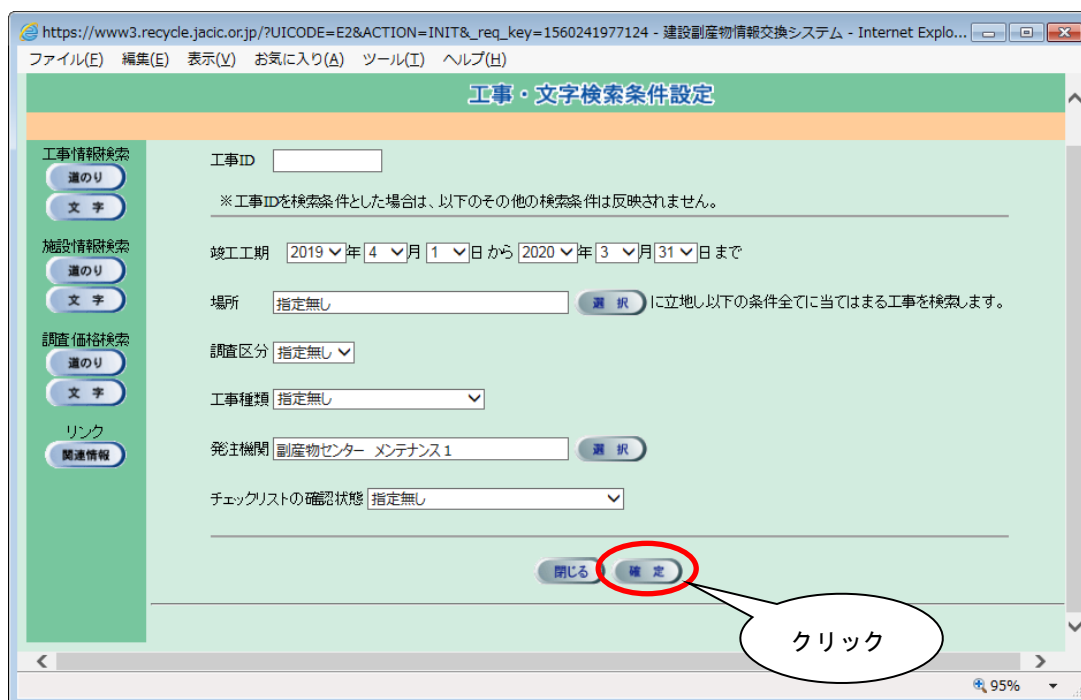 https://www3.recycle.jacic.or.jp/?UICODE=E2&ACTION=INIT&_req_key=1560241977124 - 建設副産物情報交換システム - Internet Explo...
ファイル(F) 編集(E) 表示(V) お気に入り(A) ツール(T) ヘルプ(H)
工事・文字検索条件設定
工事情報検索
道のり
文 字
施設情報検索
道のり
文 字
調査価格検索
道のり
文 字
リンク
関連情報
工事ID
※工事IDを検索条件とした場合は、以下のその他の検索条件は反映されません。
竣工工期 2019 年 4 月 1 日 から 2020 年 3 月 31 日 まで
場所 指定無し 選 択 に立地し以下の条件全てに当てはまる工事を検索します。
調査区分 指定無し
工事種類 指定無し
発注機関 副産物センター メンテナンス1 選 択
チェックリストの確認状態 指定無し
閉じる 確 定
クリック
95%